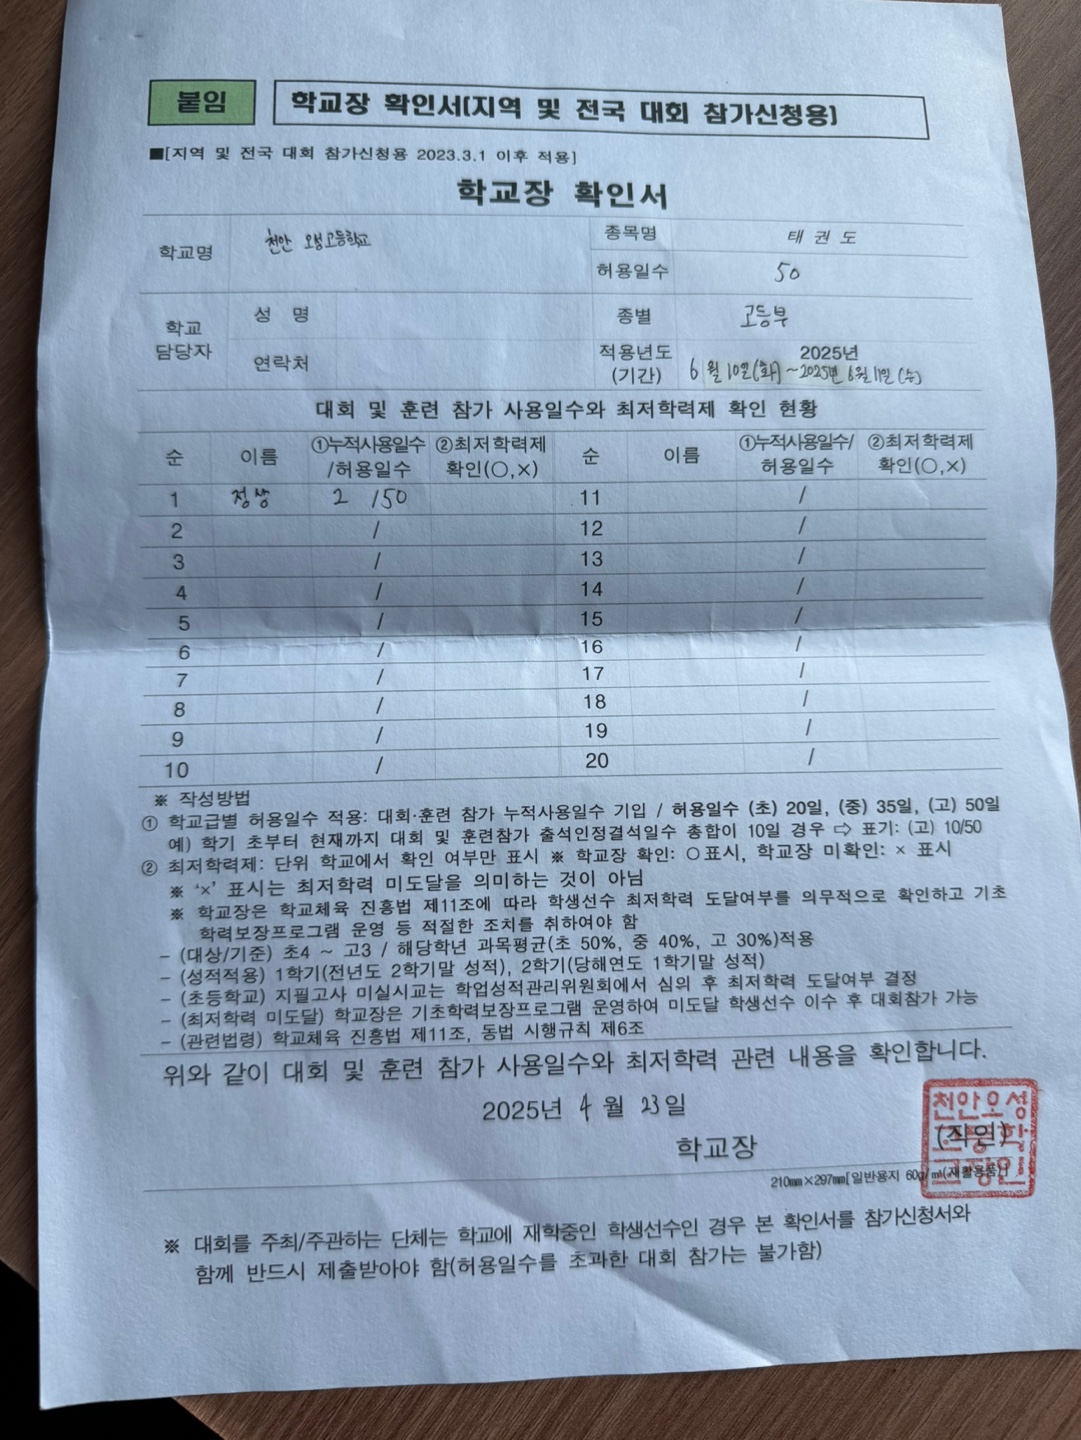 붙임
학교장 확인서(지역 및 전국 대회 참가신청용)
■[지역 및 전국 대회 참가신청용 2023.3.1 이후 적용]
학교장 확인서
학교명 천안 오성고등학교 종목명 태권도
허용일수 50
학교 담당자 성 명 종별 고등부
연락처 적용년도 (기간) 2025년
6월 10일(화)~2025년 6월 11일(수)
대회 및 훈련 참가 사용일수와 최저학력제 확인 현황
순 이름 ①누적사용일수/허용일수 ②최저학력제 확인(○,×) 순 이름 ①누적사용일수/허용일수 ②최저학력제 확인(○,×)
1 정상 2 /50 11 /
2 / 12 /
3 / 13 /
4 / 14 /
5 / 15 /
6 / 16 /
7 / 17 /
8 / 18 /
9 / 19 /
10 / 20 /
※ 작성방법
① 학교급별 허용일수 적용: 대회·훈련 참가 누적사용일수 기입 / 허용일수 (초) 20일, (중) 35일, (고) 50일
예) 학기 초부터 현재까지 대회 및 훈련참가 출석인정결석일수 총합이 10일 경우 ⇨ 표기: (고) 10/50
② 최저학력제: 단위 학교에서 확인 여부만 표시 ※ 학교장 확인: ○표시, 학교장 미확인: × 표시
※ '×' 표시는 최저학력 미도달을 의미하는 것이 아님
※ 학교장은 학교체육 진흥법 제11조에 따라 학생선수 최저학력 도달여부를 의무적으로 확인하고 기초
학력보장프로그램 운영 등 적절한 조치를 취하여야 함
- (대상/기준) 초4 ~ 고3 / 해당학년 과목평균(초 50%, 중 40%, 고 30%)적용
- (성적적용) 1학기(전년도 2학기말 성적), 2학기(당해연도 1학기말 성적)
- (초등학교) 지필고사 미실시교는 학업성적관리위원회에서 심의 후 최저학력 도달여부 결정
- (최저학력 미도달) 학교장은 기초학력보장프로그램 운영하여 미도달 학생선수 이수 후 대회참가 가능
- (관련법령) 학교체육 진흥법 제11조, 동법 시행규칙 제6조
위와 같이 대회 및 훈련 참가 사용일수와 최저학력 관련 내용을 확인합니다.
2025년 4월 23일
학교장 (직인)
천안오성
고등학
교장인
210㎜×297㎜[일반용지 60g/㎡(재활용품)]
※ 대회를 주최/주관하는 단체는 학교에 재학중인 학생선수인 경우 본 확인서를 참가신청서와
함께 반드시 제출받아야 함(허용일수를 초과한 대회 참가는 불가함)